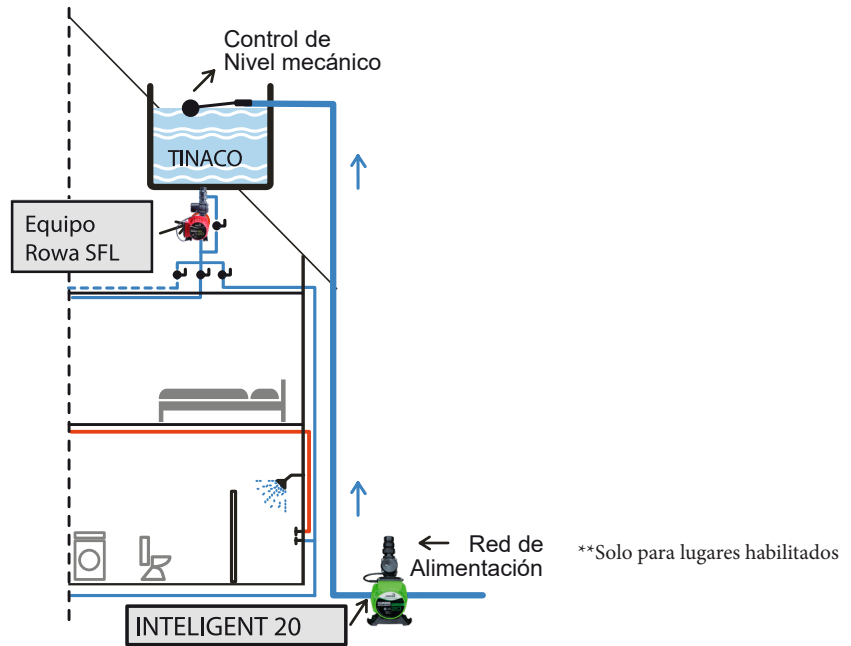 Control de
Nivel mecánico
TINACO
Equipo
Rowa SFL
Red de
Alimentación
**Solo para lugares habilitados
INTELIGENT 20